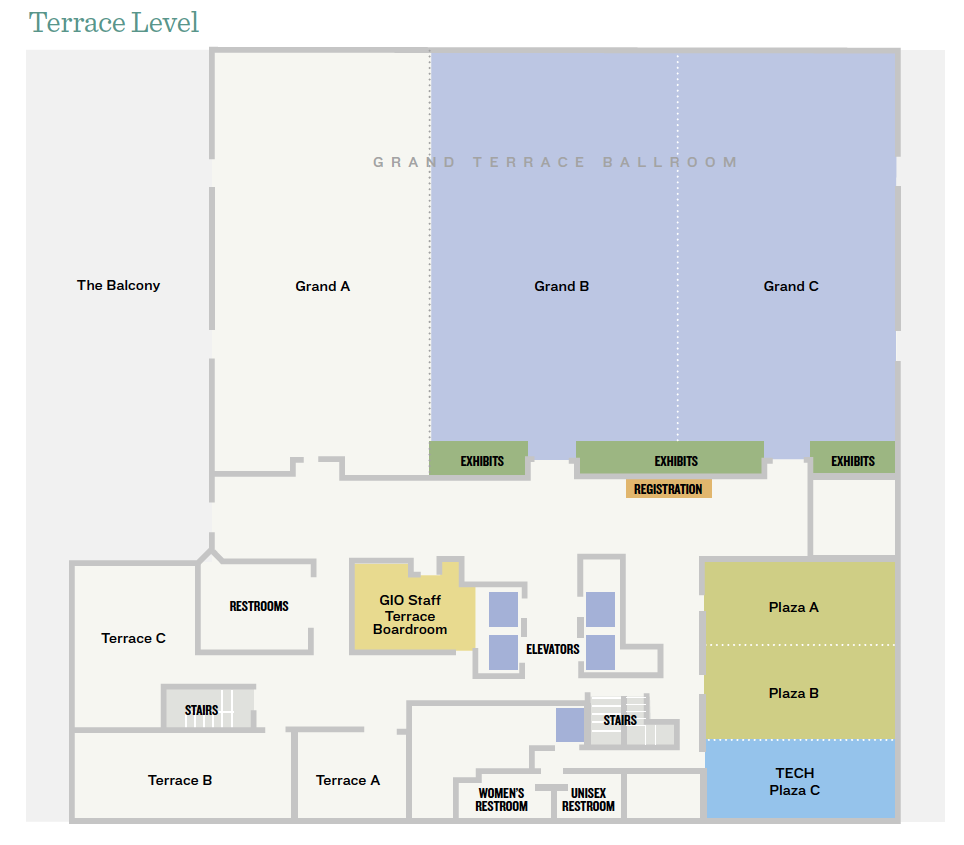 Terrace Level
GRAND TERRACE BALLROOM
The Balcony
Grand A
Grand B
Grand C
EXHIBITS
EXHIBITS
EXHIBITS
REGISTRATION
RESTROOMS
GIO Staff
Terrace
Boardroom
Terrace C
ELEVATORS
Plaza A
Plaza B
STAIRS
STAIRS
Terrace B
Terrace A
TECH
Plaza C
WOMEN'S
RESTROOM
UNISEX
RESTROOM